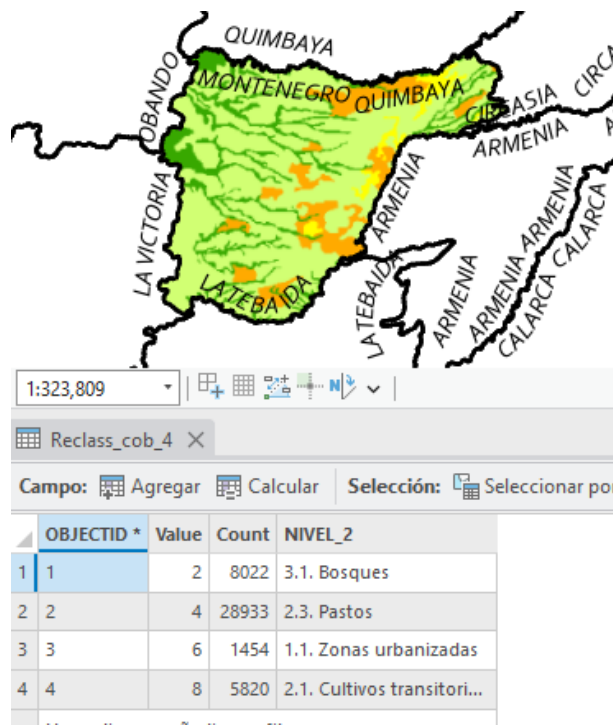 QUIMBAYA
OBANDO
MONTENEGRO QUIMBAYA
CIRCASIA
ARMENIA
LA VICTORIA
ARMENIA
LA TEBAIDA
LA TEBAIDA
ARMENIA
ARMENIA ARMENIA
CALARCA CALARCA
1:323,809
Reclass_cob_4
Campo: Agregar Calcular Selección: Seleccionar por
OBJECTID * Value Count NIVEL_2
1 1 2 8022 3.1. Bosques
2 2 4 28933 2.3. Pastos
3 3 6 1454 1.1. Zonas urbanizadas
4 4 8 5820 2.1. Cultivos transitori...